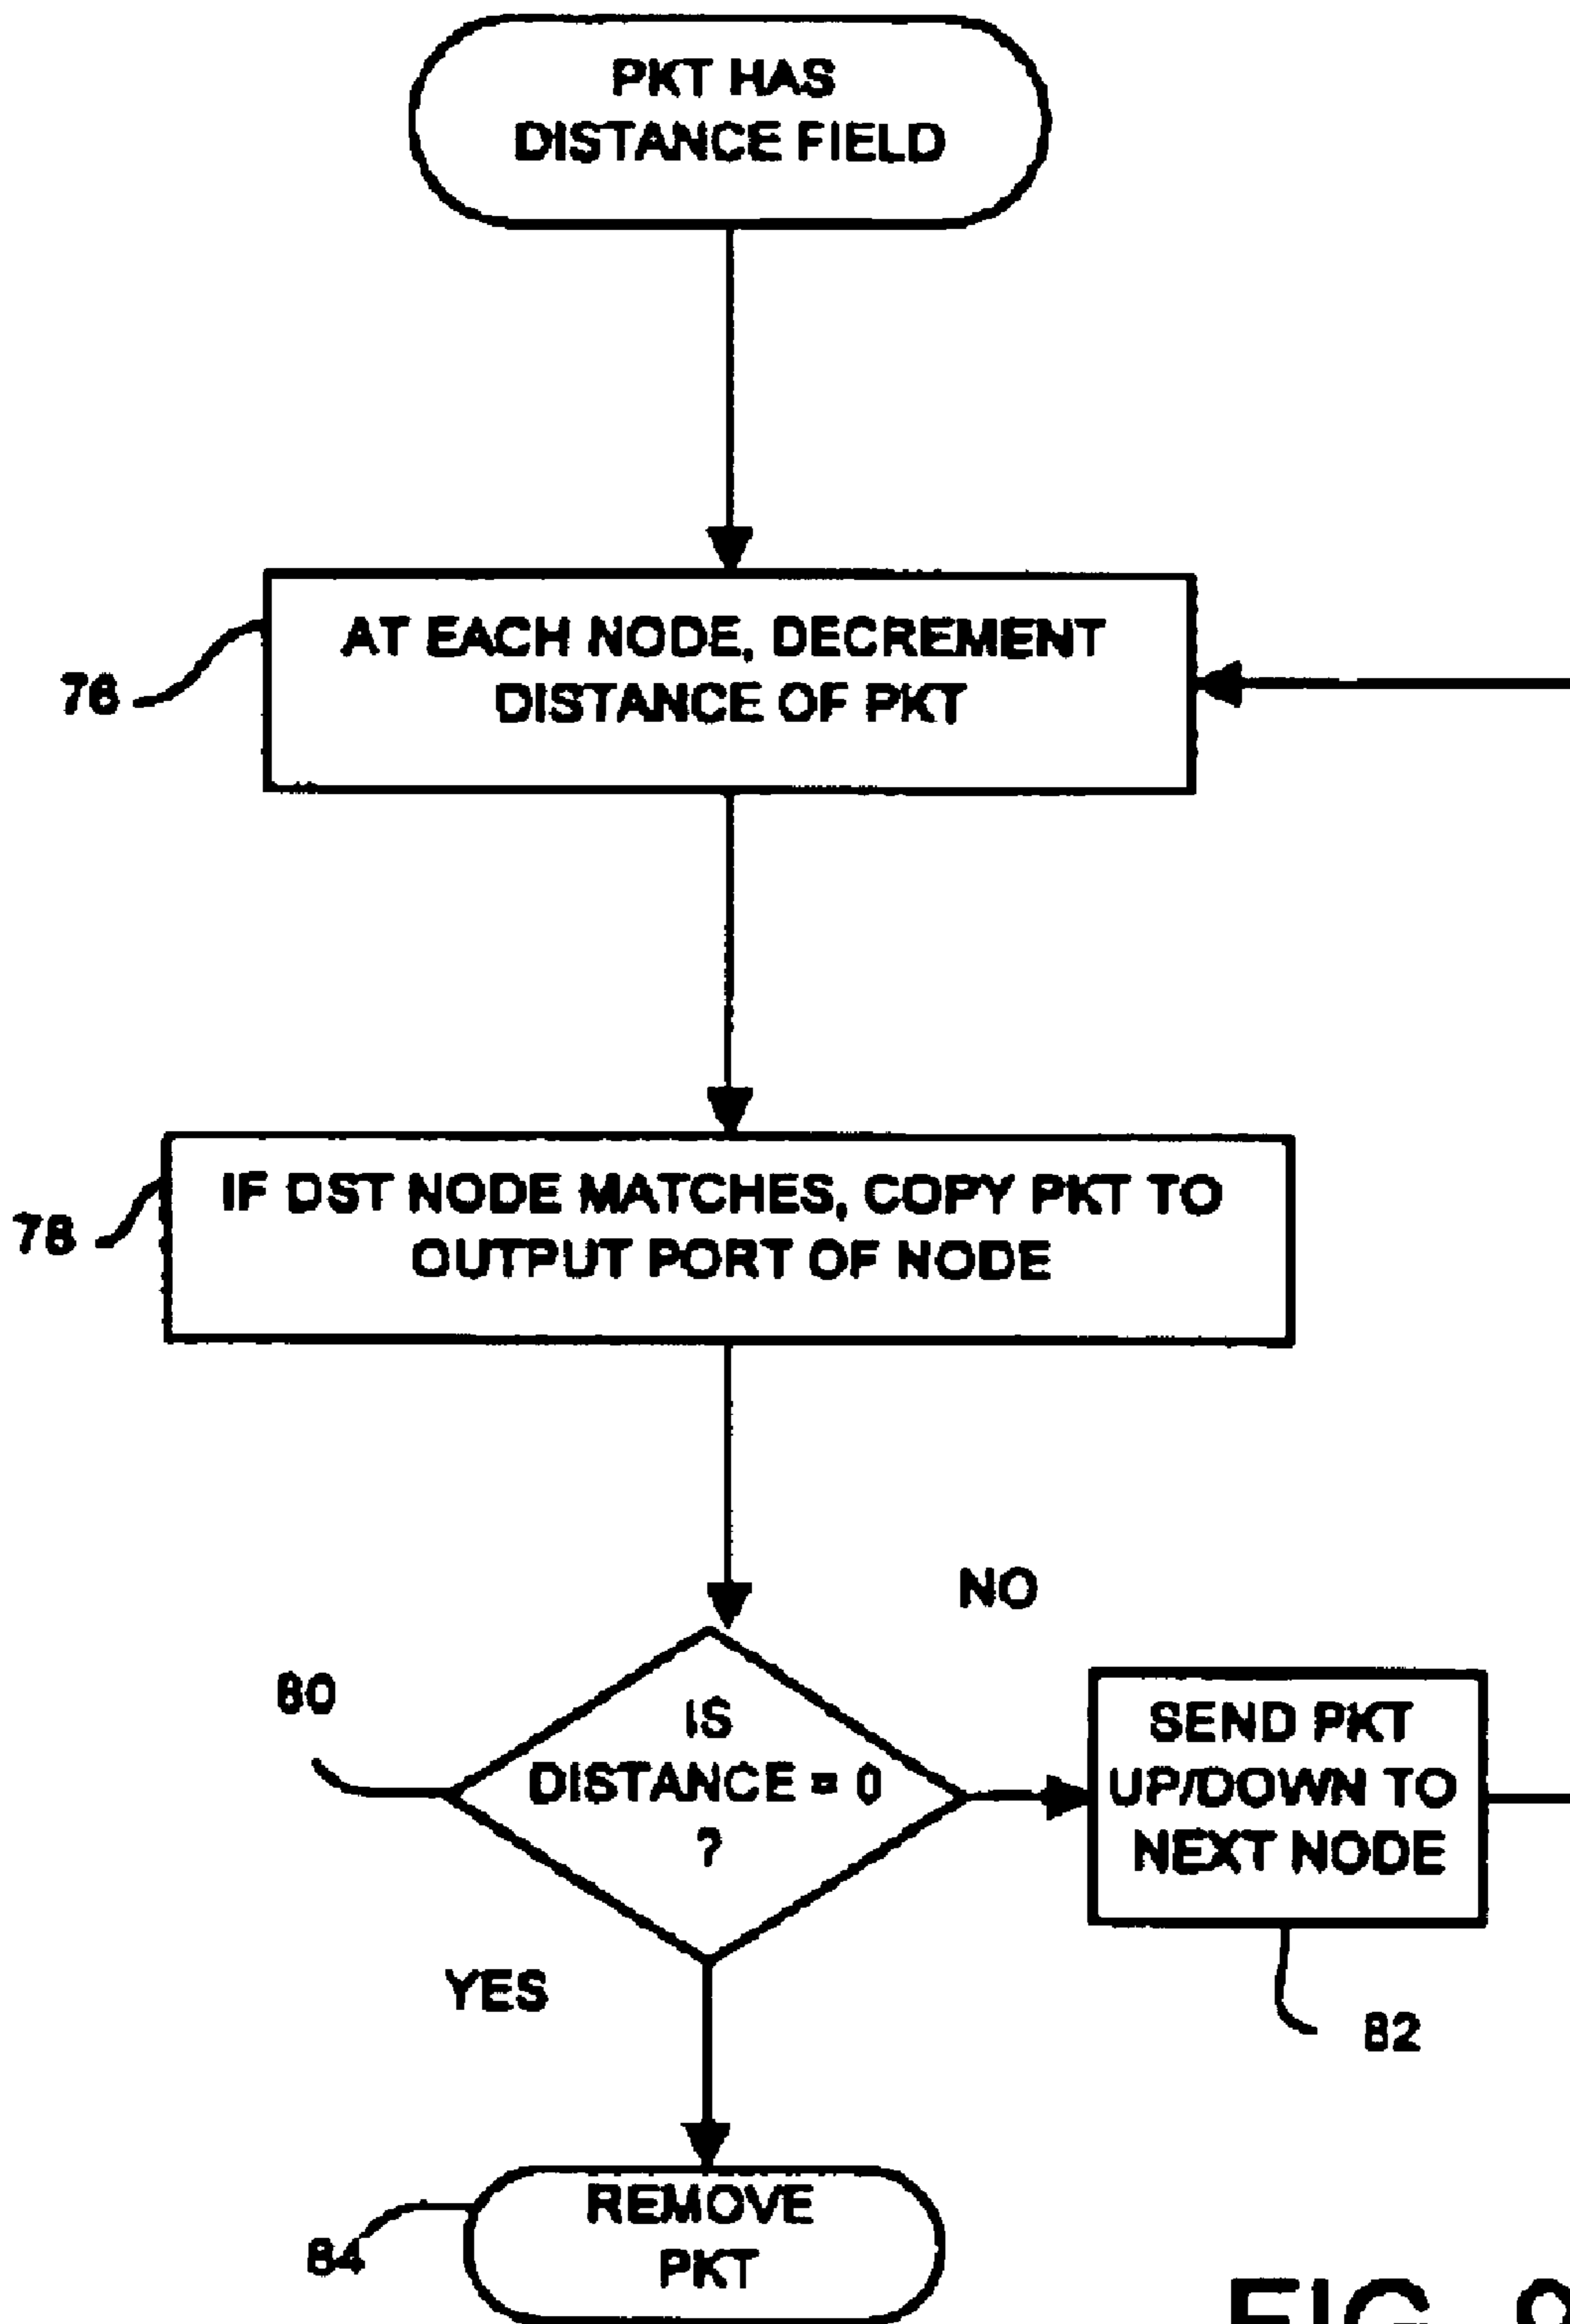 PKT HAS
DISTANCE FIELD
AT EACH NODE, DECREMENT
DISTANCE OF PKT
76
IF DST NODE MATCHES, COPY PKT TO
OUTPUT PORT OF NODE
78
NO
80
IS
DISTANCE = 0
?
SEND PKT
UP/DOWN TO
NEXT NODE
YES
82
REMOVE
PKT
84
FIG. 9